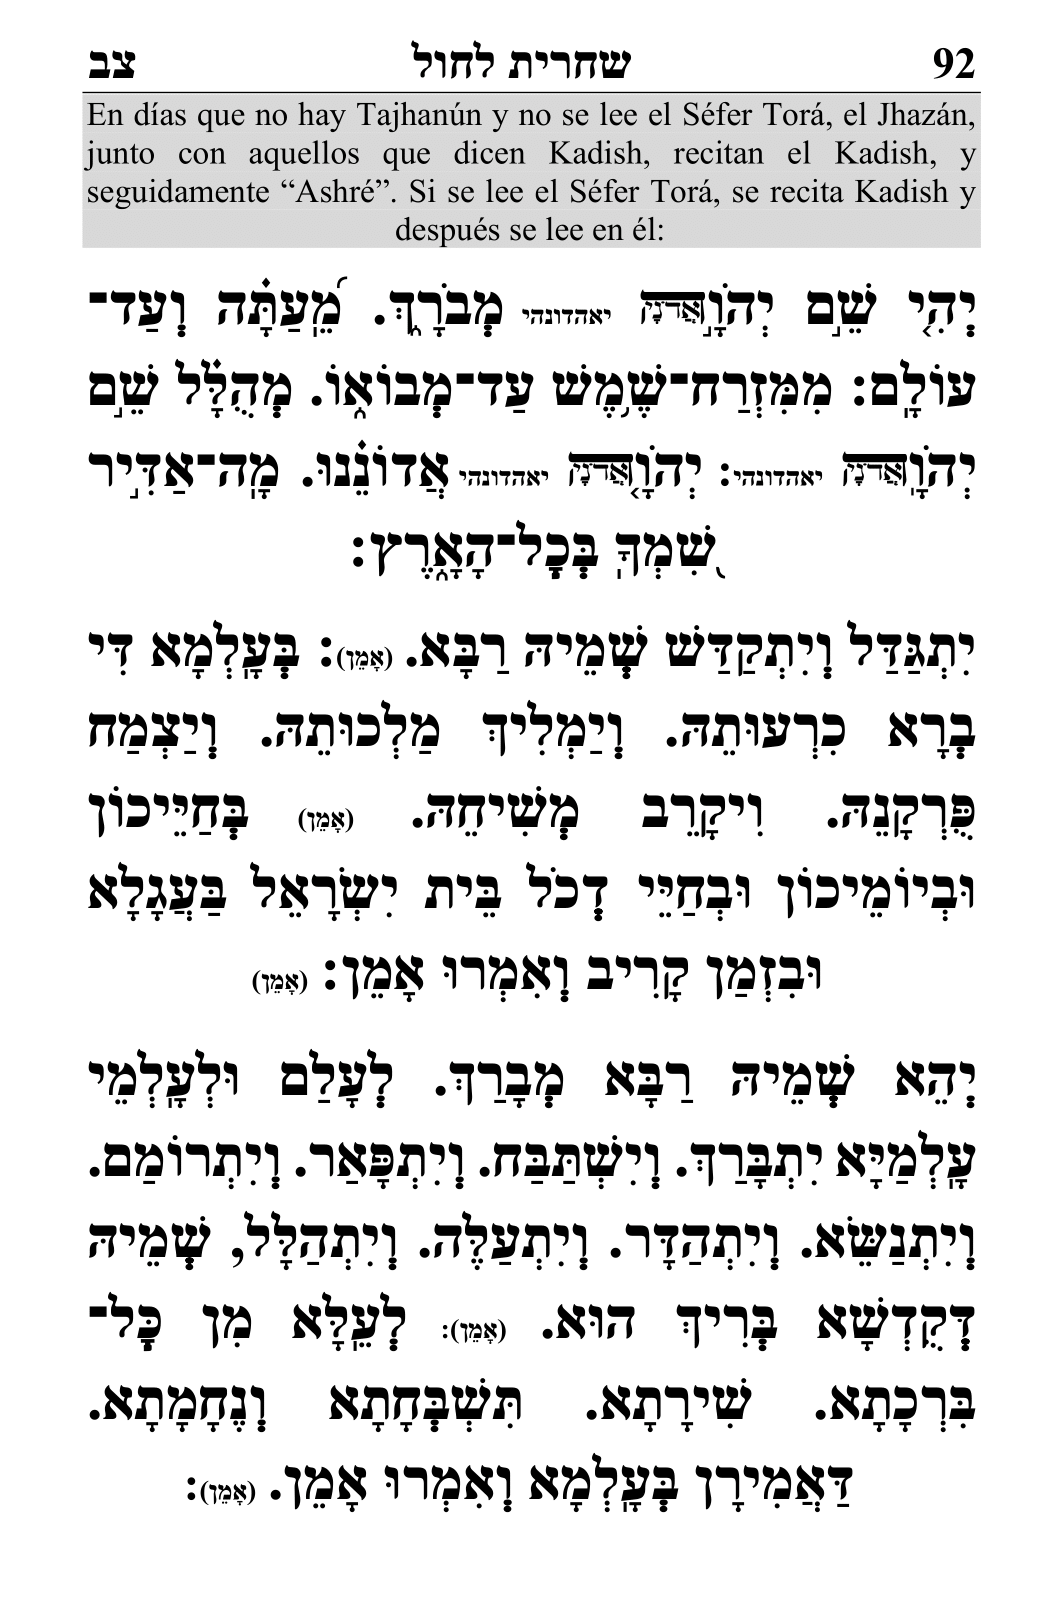 92 שחרית לחול צב
En días que no hay Tajhanún y no se lee el Séfer Torá, el Jhazán,
junto con aquellos que dicen Kadish, recitan el Kadish, y
seguidamente “Ashré”. Si se lee el Séfer Torá, se recita Kadish y
después se lee en él:
יְהִ֤י שֵׁ֣ם יְהֹוָ֣ה אֲדֹנָי יאהדונהי מְבֹרָ֑ךְ. מֵ֝עַתָּ֗ה וְעַד־
עוֹלָֽם: מִמִּזְרַח־שֶׁ֥מֶשׁ עַד־מְבוֹא֑וֹ. מְ֝הֻלָּ֗ל שֵׁ֣ם
יְהֹוָֽה אֲדֹנָי יאהדונהי: יְהֹוָ֤ה אֲדֹנָי יאהדונהי אֲדוֹנֵ֗נוּ. מָֽה־אַדִּ֣יר
שִׁ֭מְךָ בְּכׇל־הָאָ֑רֶץ:
יִתְגַּדַּל וְיִתְקַדַּשׁ שְׁמֵיהּ רַבָּא. (אָמֵן): בְּעָֽלְמָא דִּי
בְרָא כִרְעוּתֵהּ. וְיַמְלִיךְ מַלְכוּתֵהּ. וְיַצְמַח
פֻּרְקָנֵהּ. וִיקָרֵב מְשִׁיחֵהּ. (אָמֵן) בְּחַיֵּיכוֹן
וּבְיוֹמֵיכוֹן וּבְחַיֵּי דְכֹל בֵּית יִשְׂרָאֵל בַּעֲגָלָא
וּבִזְמַן קָרִיב וְאִמְרוּ אָמֵן: (אָמֵן)
יְהֵא שְׁמֵיהּ רַבָּא מְבָרַךְ. לְעָלַם וּלְעָֽלְמֵי
עָֽלְמַיָּא יִתְבָּרַךְ. וְיִשְׁתַּבַּח. וְיִתְפָּאַר. וְיִתְרוֹמַם.
וְיִתְנַשֵּׂא. וְיִתְהַדָּר. וְיִתְעַלֶּה. וְיִתְהַלָּל, שְׁמֵיהּ
דְּקֻדְשָׁא בְּרִיךְ הוּא. (אָמֵן): לְעֵֽלָּא מִן כׇּל־
בִּרְכָתָא. שִׁירָתָא. תִּשְׁבְּחָתָא וְנֶחָמָתָא.
דַּאֲמִירָן בְּעָֽלְמָא וְאִמְרוּ אָמֵן. (אָמֵן):